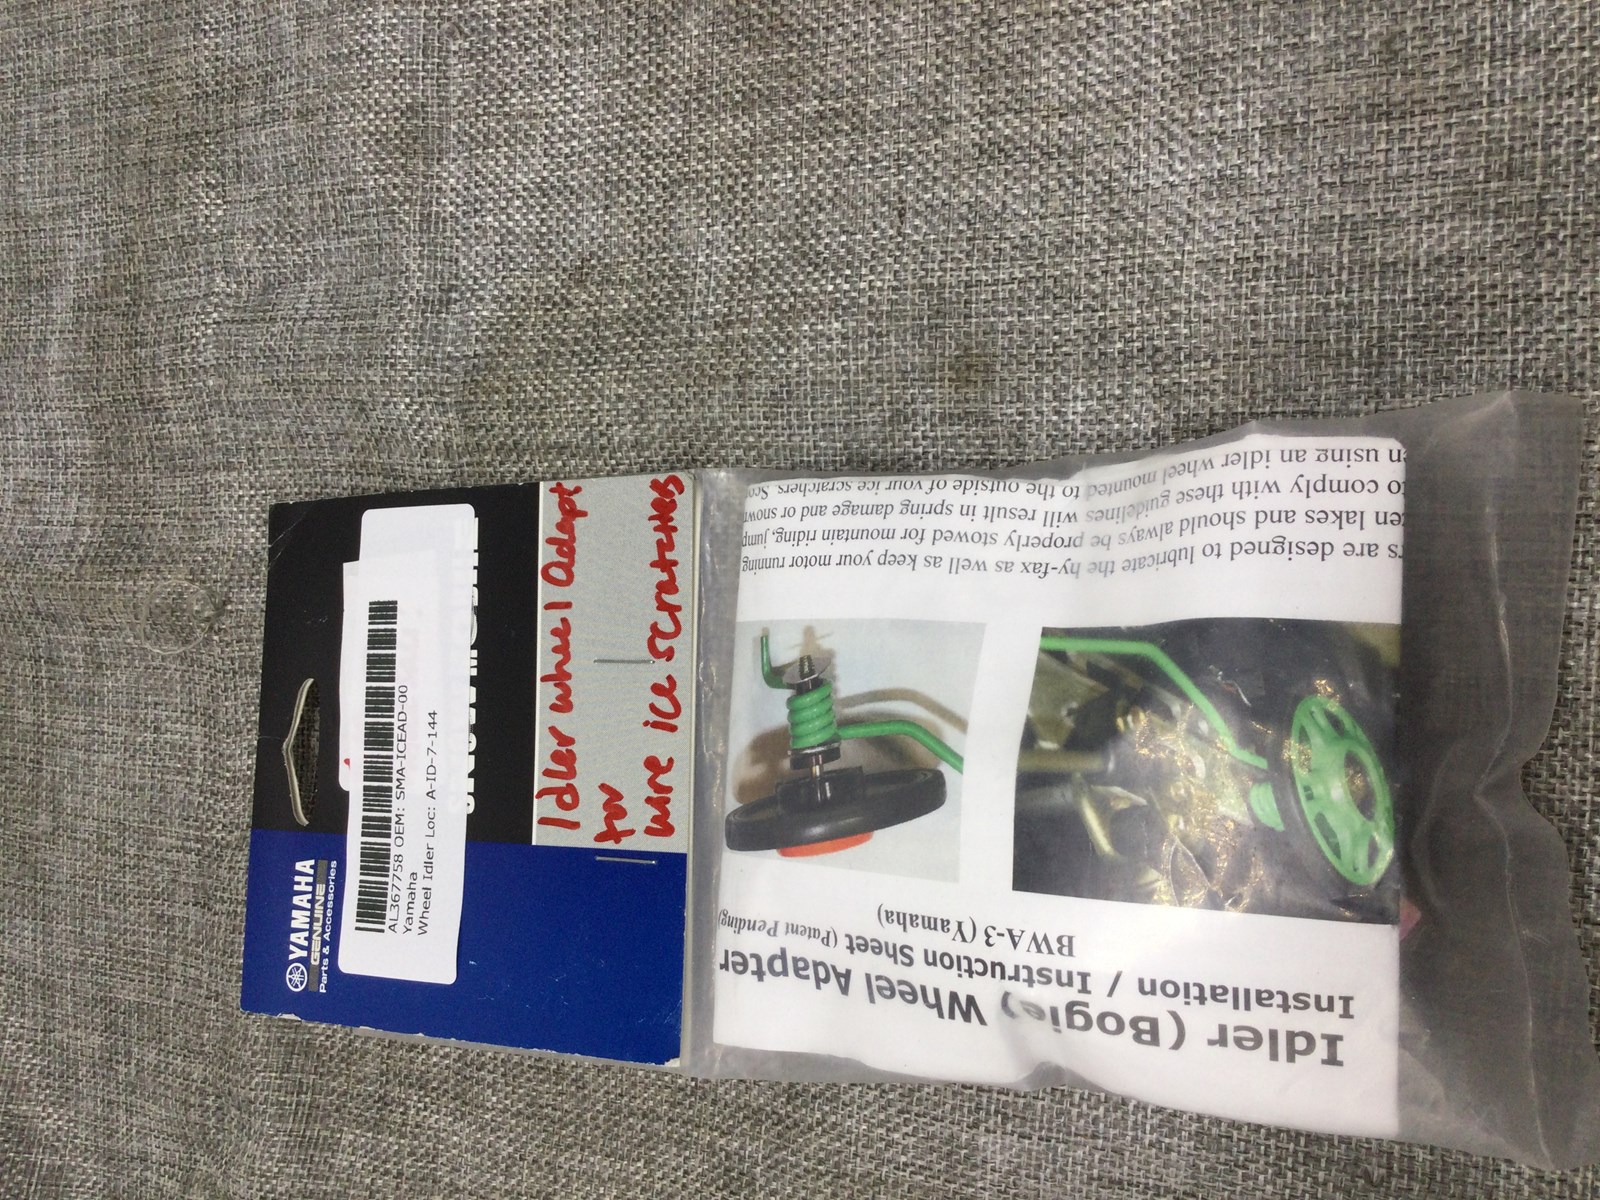 YAMAHA
GENUINE
Parts & Accessories
AL367758 OEM: SMA-ICEAD-00
Yamaha
Wheel Idler Loc: A-ID-7-144
Idler wheel Adapt
for
wire ice scratches
Idler (Bogie) Wheel Adapter
Installation / Instruction Sheet (Patent Pending)
BWA-3 (Yamaha)
rs are designed to lubricate the hy-fax as well as keep your motor running
en lakes and should always be properly stowed for mountain riding, jump
to comply with these guidelines will result in spring damage and or snowm
n using an idler wheel mounted to the outside of your ice scratchers.